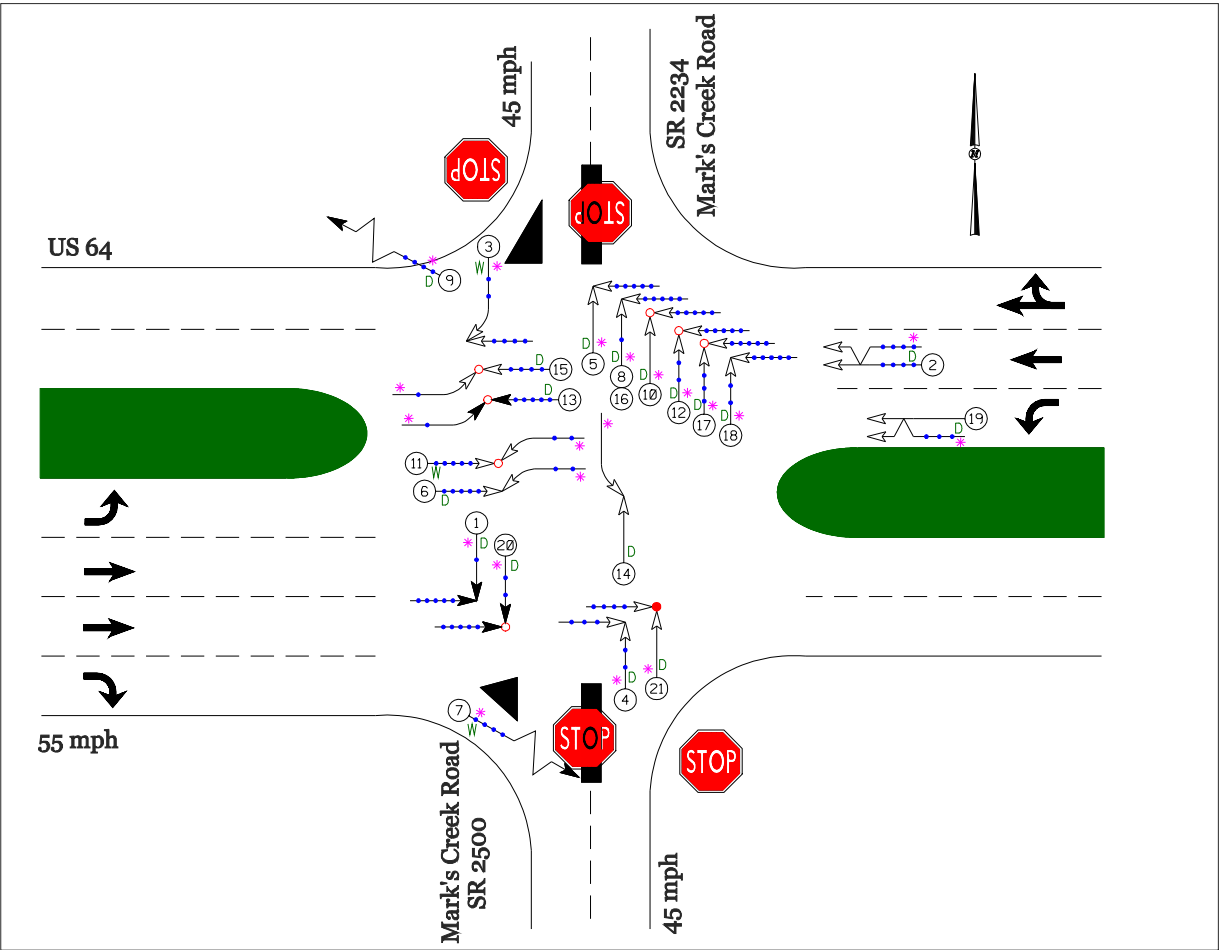 45 mph
SR 2234
Mark's Creek Road
STOP
STOP
N
US 64
3
W
*
*
D
9
D
*
5
D
*
8
16
D
*
10
D
*
12
D
*
17
D
*
18
*
D
2
19
D
*
D
15
*
D
13
*
*
11
W
*
6
D
*
1
*
D
20
*
D
D
14
*
D
4
*
D
21
7
*
W
STOP
STOP
55 mph
Mark's Creek Road
SR 2500
45 mph